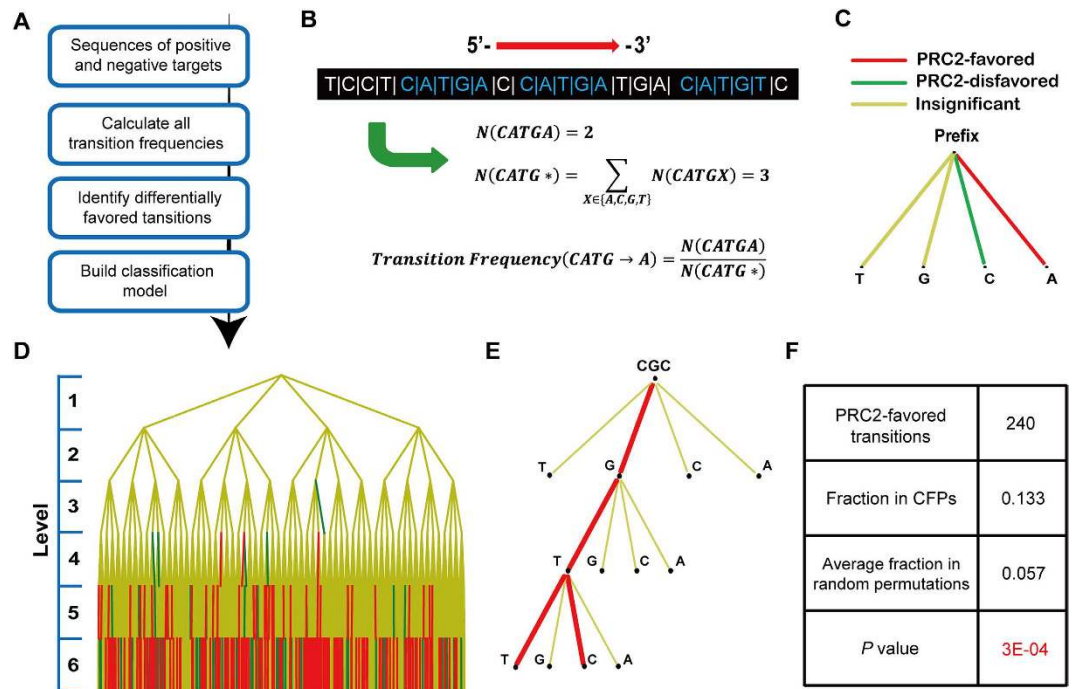 A
Sequences of positive
and negative targets
Calculate all
transition frequencies
Identify differentially
favored tansitions
Build classification
model
B
5’- -3’
T|C|C|T| C|A|T|G|A |C| C|A|T|G|A|T|G|A| C|A|T|G|T|C
N(CATGA) = 2
N(CATG *) = ∑ N(CATGX) = 3
X∈{A,C,G,T}
Transition Frequency(CATG → A) = N(CATGA)
N(CATG *)
C
PRC2-favored
PRC2-disfavored
Insignificant
Prefix
T G C A
D
Level
1
2
3
4
5
6
E
CGC
T G C A
T G C A
T G C A
F
PRC2-favored
transitions
240
Fraction in CFPs
0.133
Average fraction in
random permutations
0.057
P value
3E-04